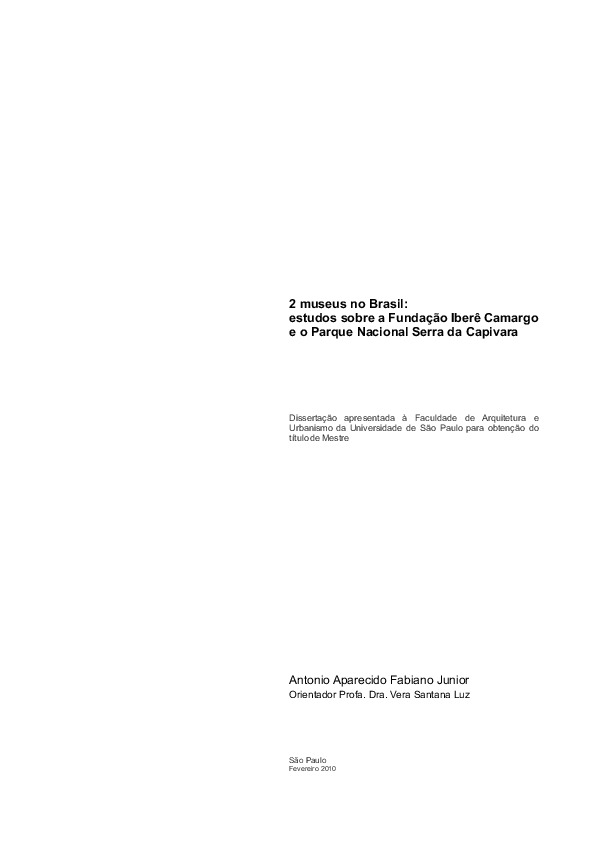 2 museus no Brasil:
estudos sobre a Fundação Iberê Camargo
e o Parque Nacional Serra da Capivara
Dissertação apresentada à Faculdade de Arquitetura e
Urbanismo da Universidade de São Paulo para obtenção do
título de Mestre
Antonio Aparecido Fabiano Junior
Orientador Profa. Dra. Vera Santana Luz
São Paulo
Fevereiro 2010